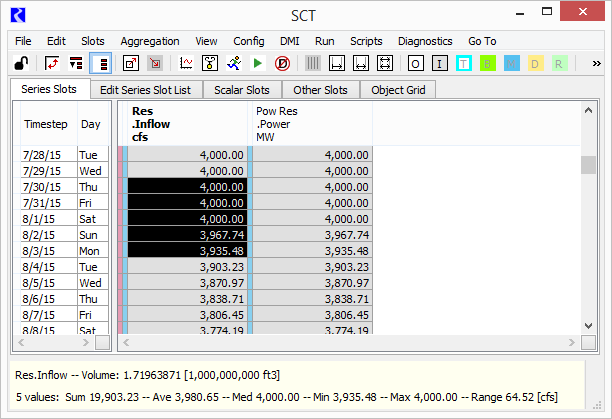 SCT
File Edit Slots Aggregation View Config DMI Run Scripts Diagnostics Go To
O I T B M D R »
Series Slots Edit Series Slot List Scalar Slots Other Slots Object Grid
Timestep Day
Res
.Inflow
cfs
Pow Res
.Power
MW
7/28/15 Tue 4,000.00 4,000.00
7/29/15 Wed 4,000.00 4,000.00
7/30/15 Thu 4,000.00 4,000.00
7/31/15 Fri 4,000.00 4,000.00
8/1/15 Sat 4,000.00 4,000.00
8/2/15 Sun 3,967.74 3,967.74
8/3/15 Mon 3,935.48 3,935.48
8/4/15 Tue 3,903.23 3,903.23
8/5/15 Wed 3,870.97 3,870.97
8/6/15 Thu 3,838.71 3,838.71
8/7/15 Fri 3,806.45 3,806.45
8/8/15 Sat 3,774.19 3,774.19
Res.Inflow -- Volume: 1.71963871 [1,000,000,000 ft3]
5 values: Sum 19,903.23 -- Ave 3,980.65 -- Med 4,000.00 -- Min 3,935.48 -- Max 4,000.00 -- Range 64.52 [cfs]